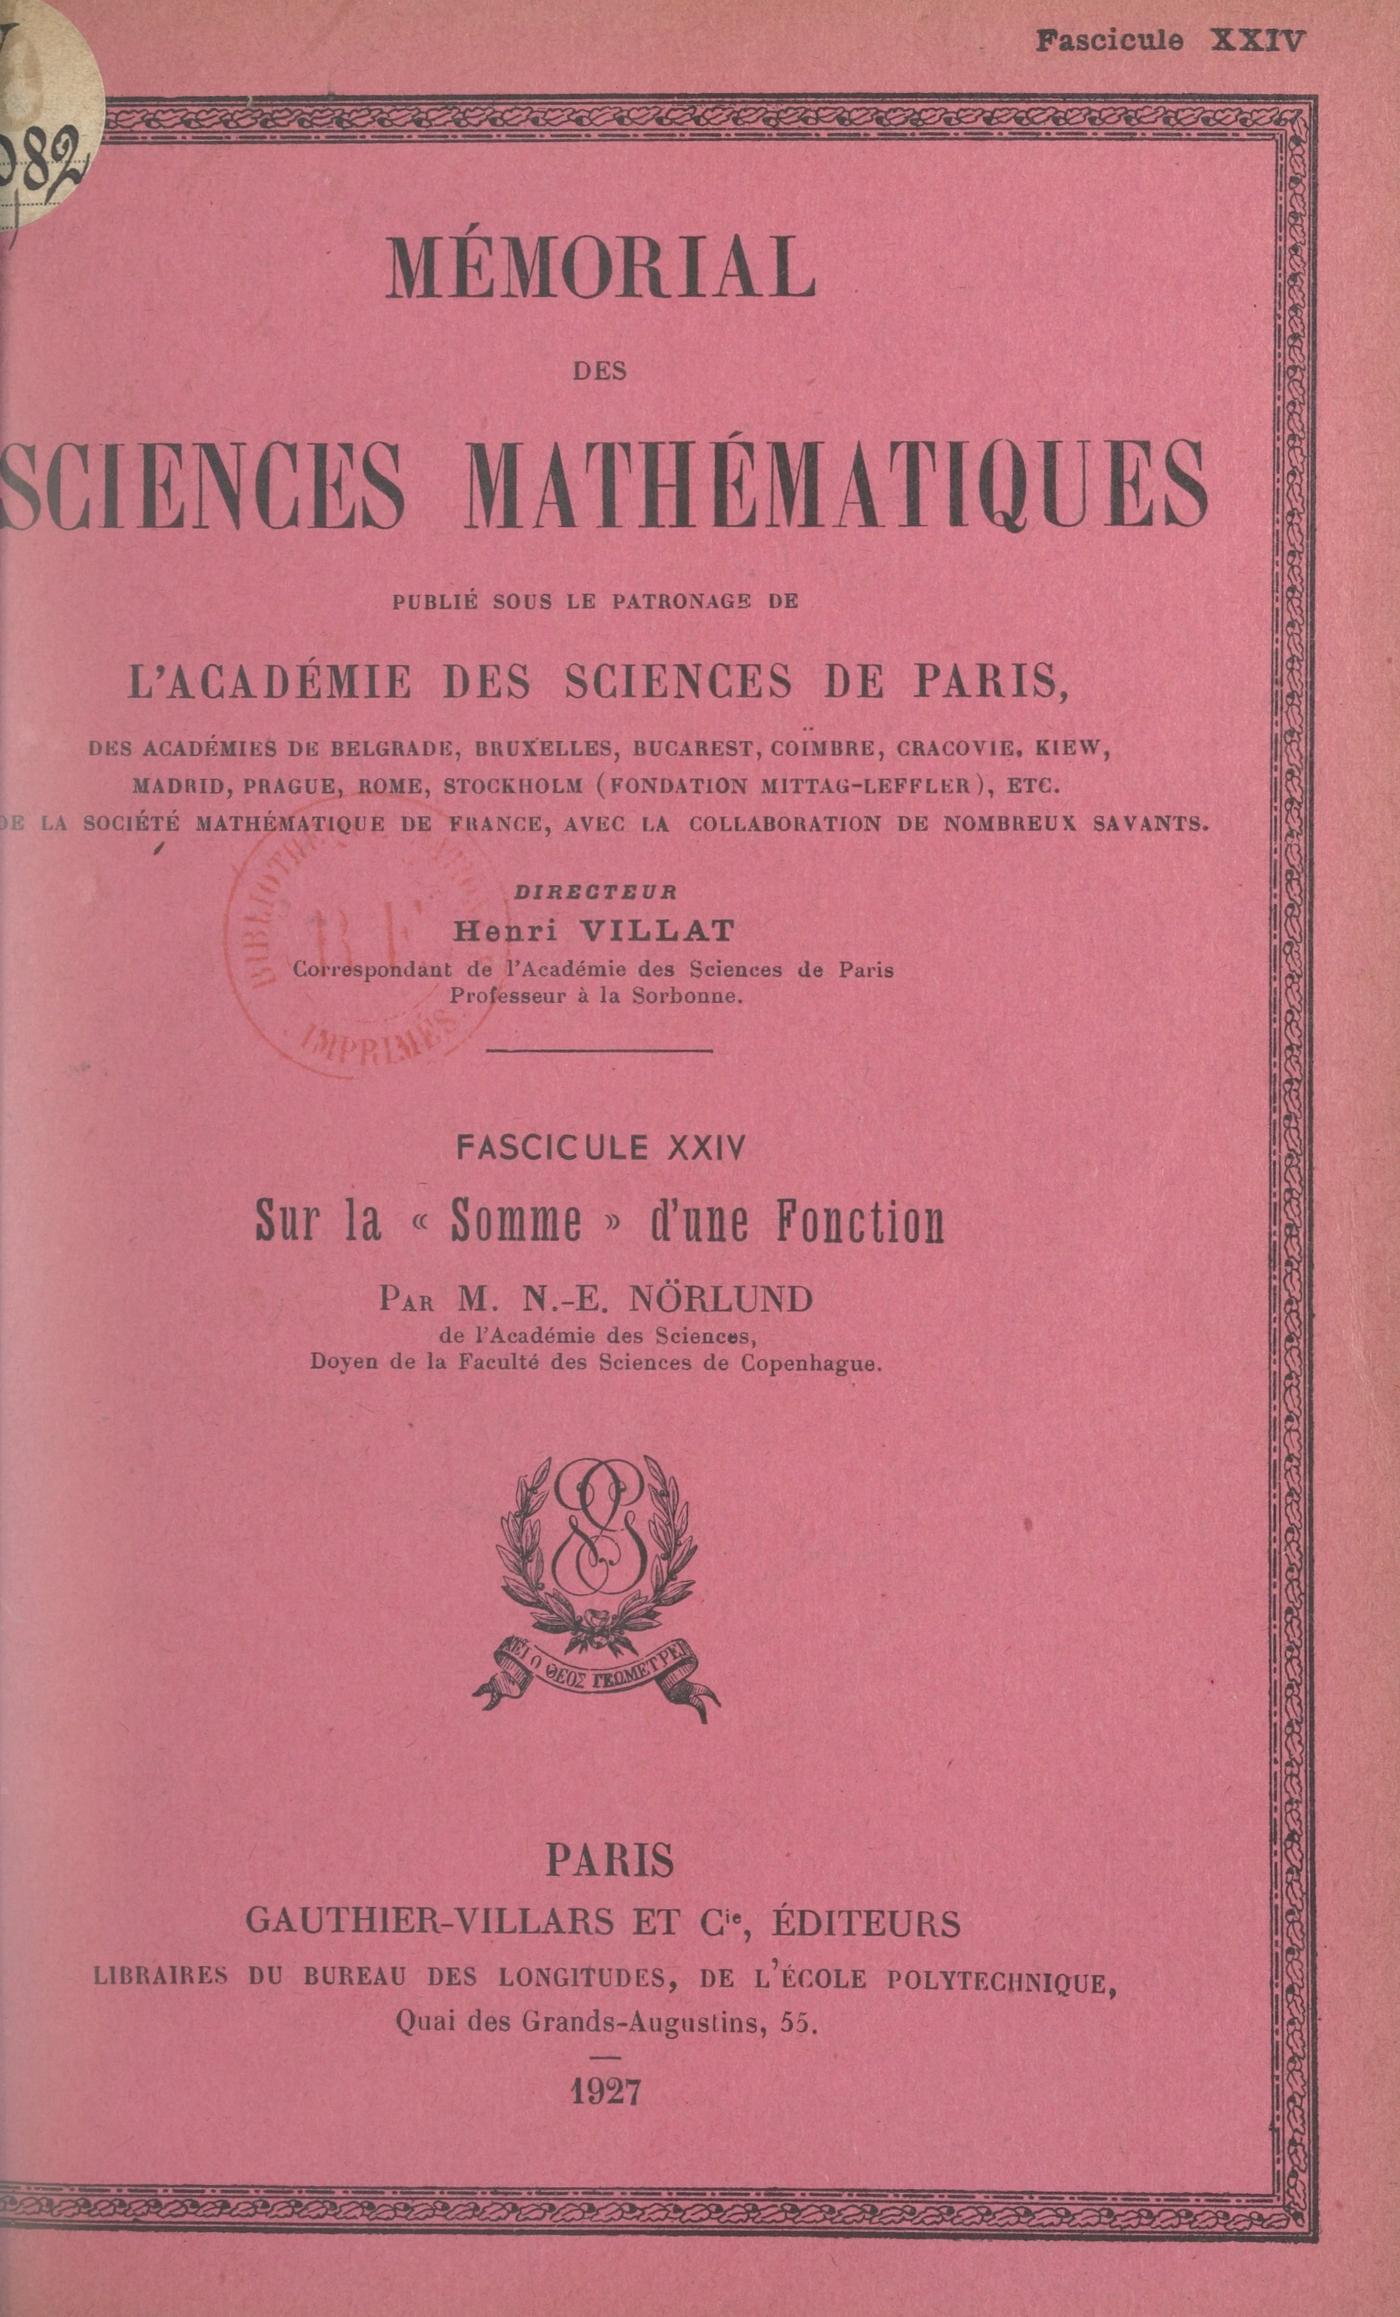 Fascicule XXIV
082
MÉMORIAL
DES
SCIENCES MATHÉMATIQUES
PUBLIÉ SOUS LE PATRONAGE DE
L'ACADÉMIE DES SCIENCES DE PARIS,
DES ACADÉMIES DE BELGRADE, BRUXELLES, BUCAREST, COÏMBRE, CRACOVIE, KIEW,
MADRID, PRAGUE, ROME, STOCKHOLM (FONDATION MITTAG-LEFFLER), ETC.
DE LA SOCIÉTÉ MATHÉMATIQUE DE FRANCE, AVEC LA COLLABORATION DE NOMBREUX SAVANTS.
DIRECTEUR
Henri VILLAT
Correspondant de l'Académie des Sciences de Paris
Professeur à la Sorbonne.
IMPRIMÉS
FASCICULE XXIV
Sur la « Somme » d'une Fonction
PAR M. N.-E. NÖRLUND
de l'Académie des Sciences,
Doyen de la Faculté des Sciences de Copenhague.
ΑΕΙ Ο ΘΕΟΣ ΓΕΩΜΕΤΡΕΙ
PARIS
GAUTHIER-VILLARS ET Cie, ÉDITEURS
LIBRAIRES DU BUREAU DES LONGITUDES, DE L'ÉCOLE POLYTECHNIQUE,
Quai des Grands-Augustins, 55.
1927